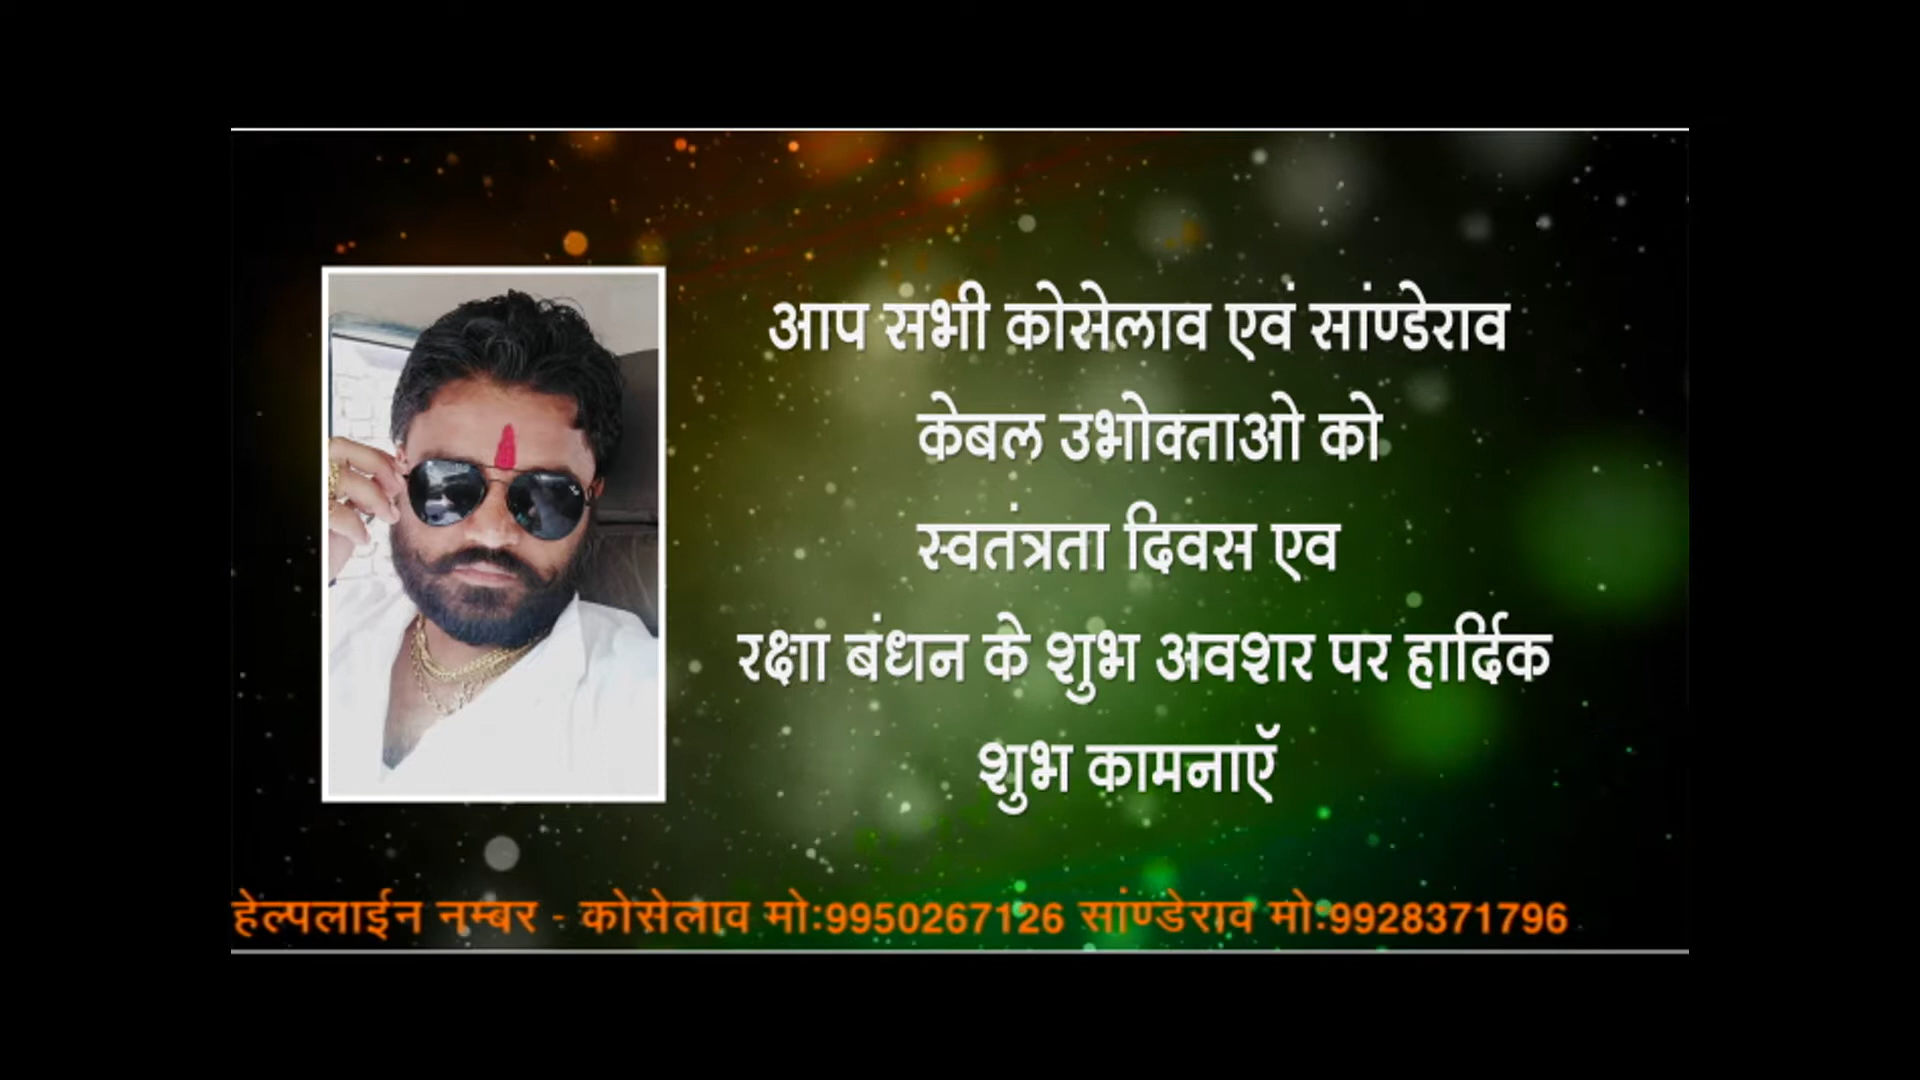 आप सभी कोसेलाव एवं सांण्डेराव
केबल उभोक्ताओ को
स्वतंत्रता दिवस एव
रक्षा बंधन के शुभ अवशर पर हार्दिक
शुभ कामनाएॅ
हेल्पलाईन नम्बर - कोसेलाव मो:9950267126 सांण्डेराव मो:9928371796